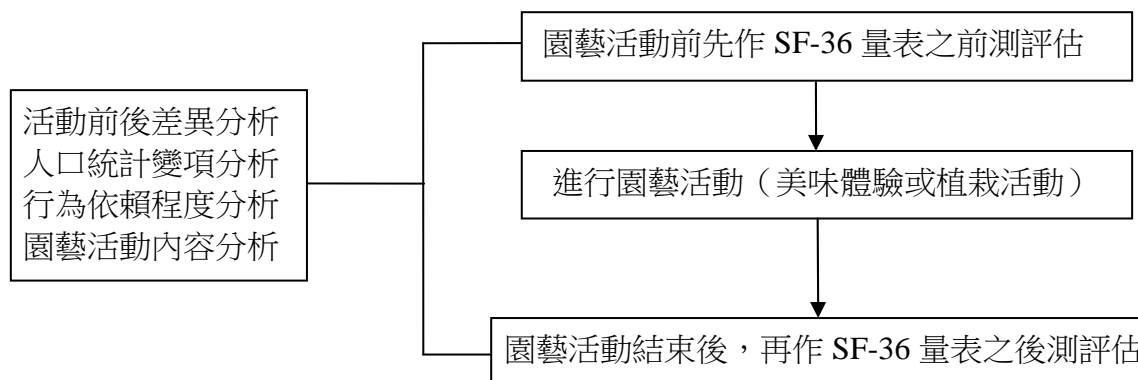 園藝活動前先作 SF-36 量表之前測評估
活動前後差異分析
人口統計變項分析
行為依賴程度分析
園藝活動內容分析
進行園藝活動（美味體驗或植栽活動）
園藝活動結束後，再作 SF-36 量表之後測評估